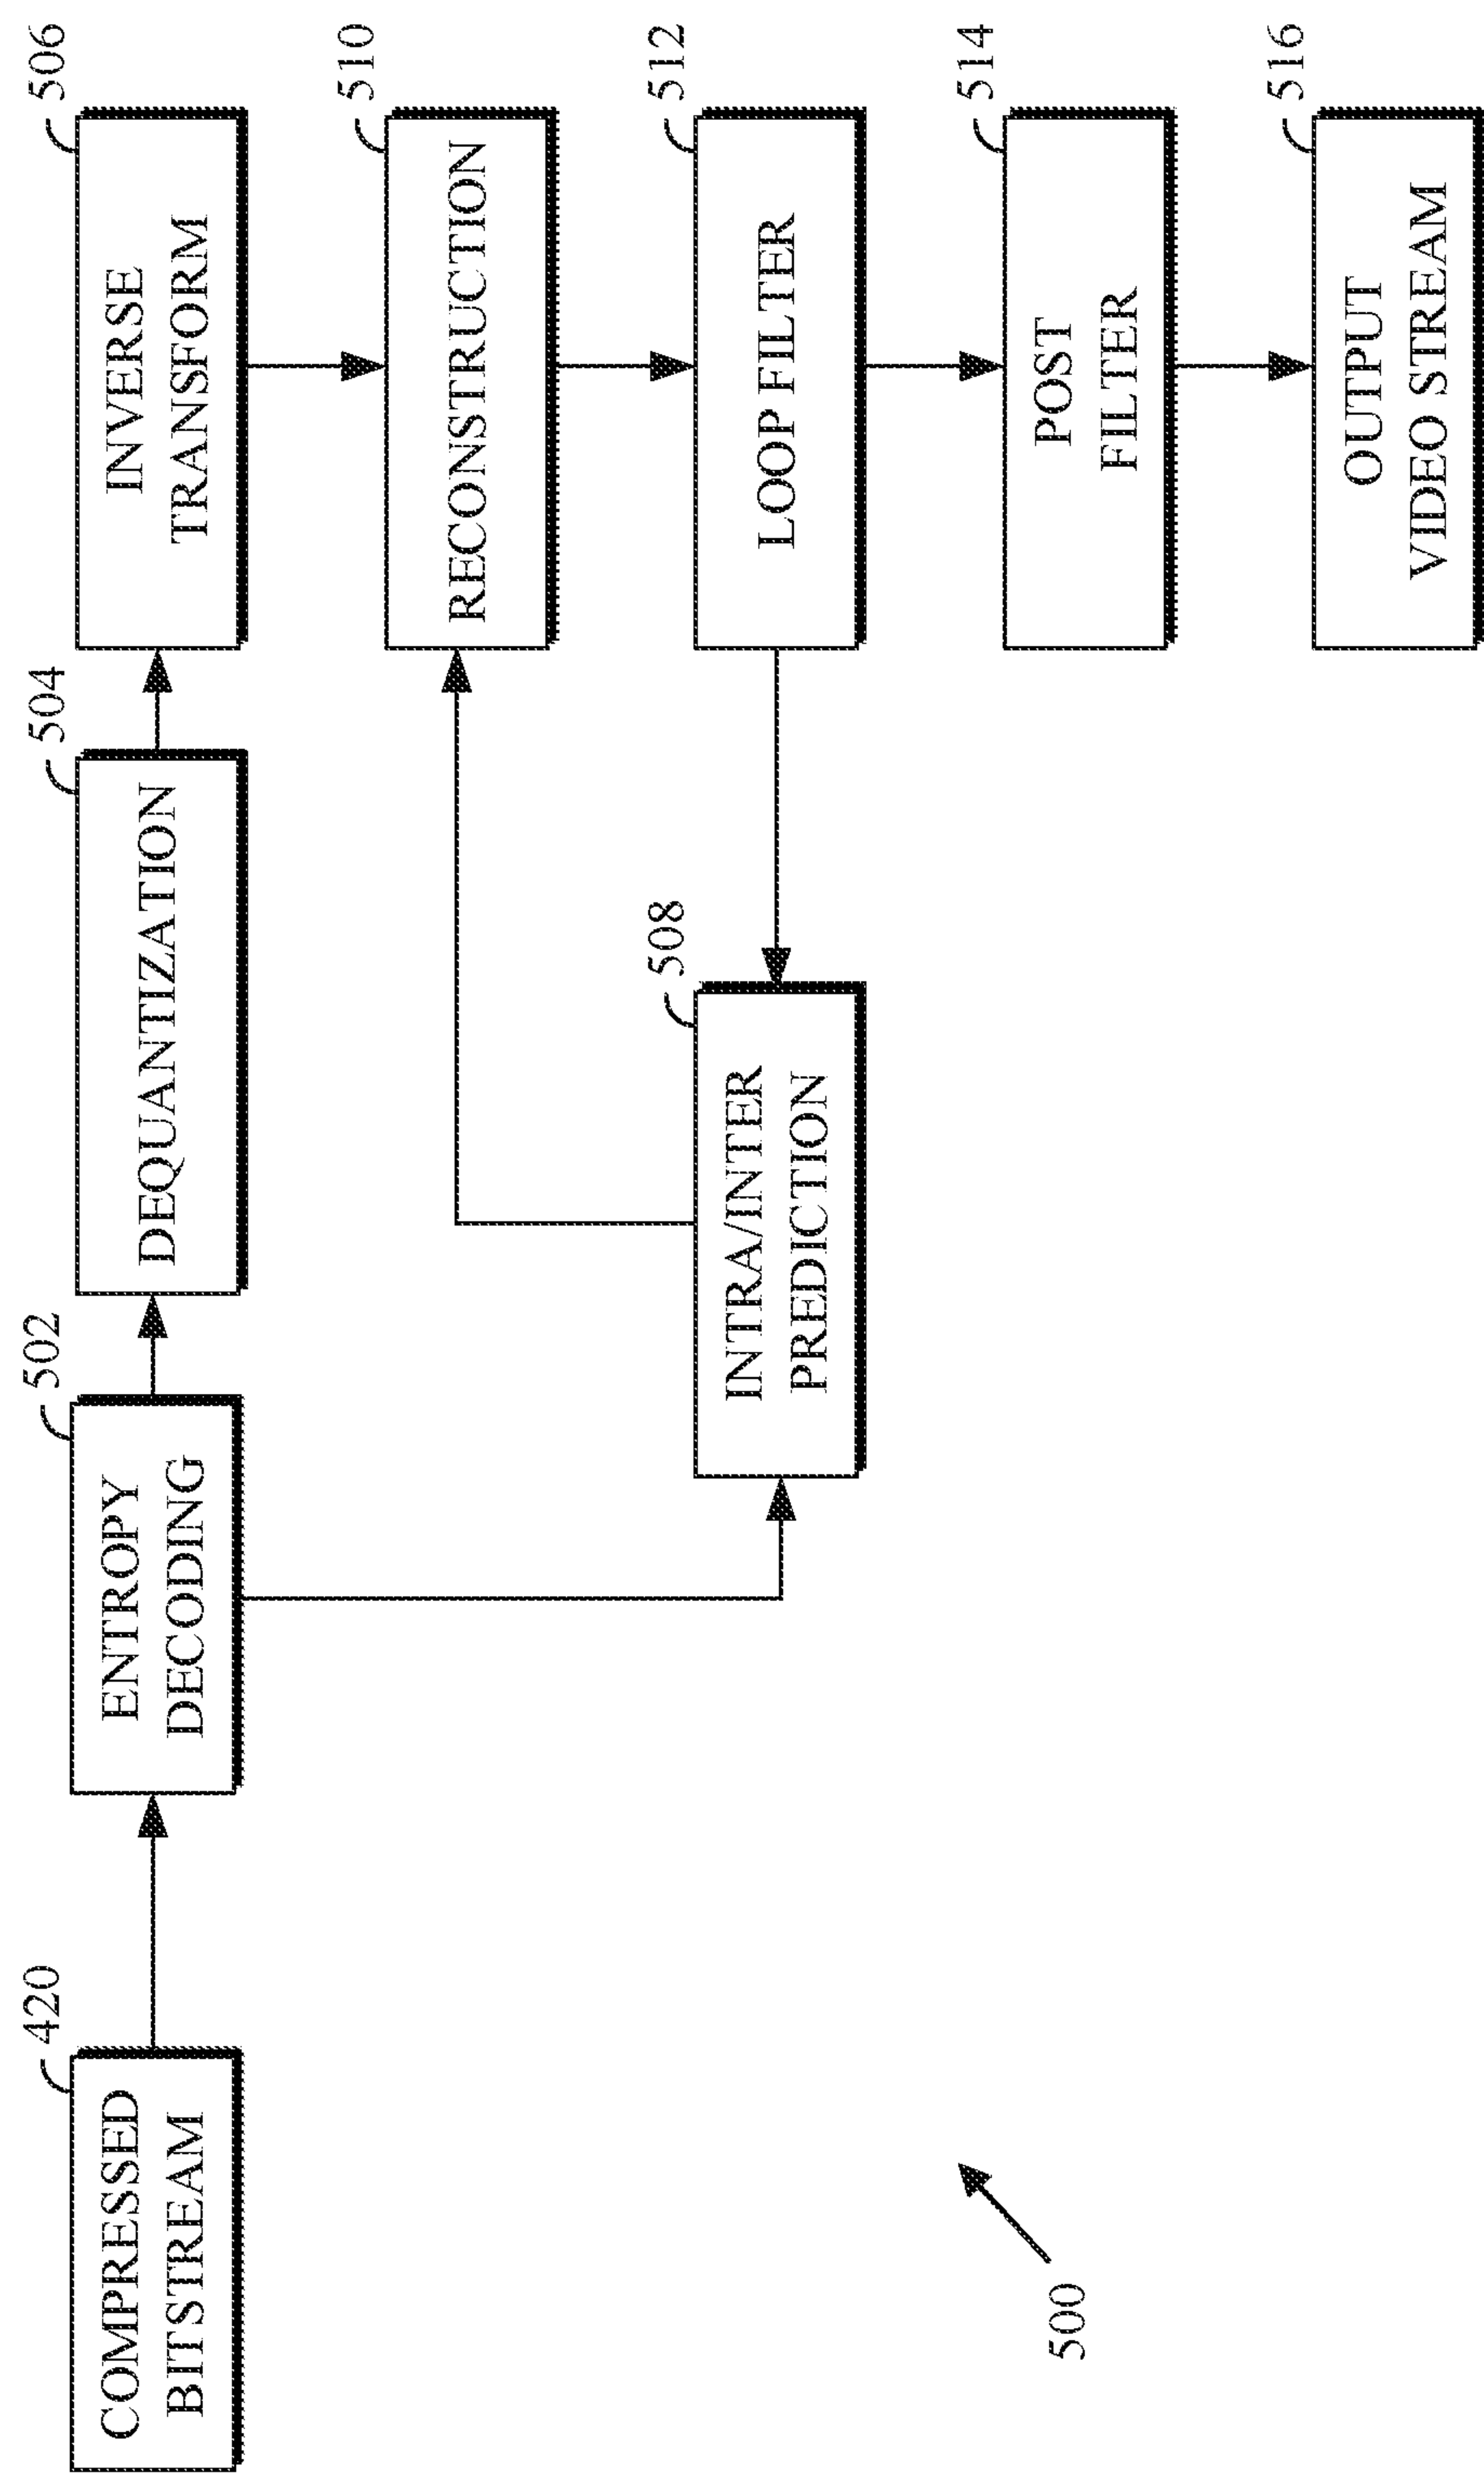 420
COMPRESSED
BITSTREAM
502
ENTROPY
DECODING
504
DEQUANTIZATION
506
INVERSE
TRANSFORM
510
RECONSTRUCTION
508
INTRA/INTER
PREDICTION
512
LOOP FILTER
514
POST
FILTER
516
OUTPUT
VIDEO STREAM
500